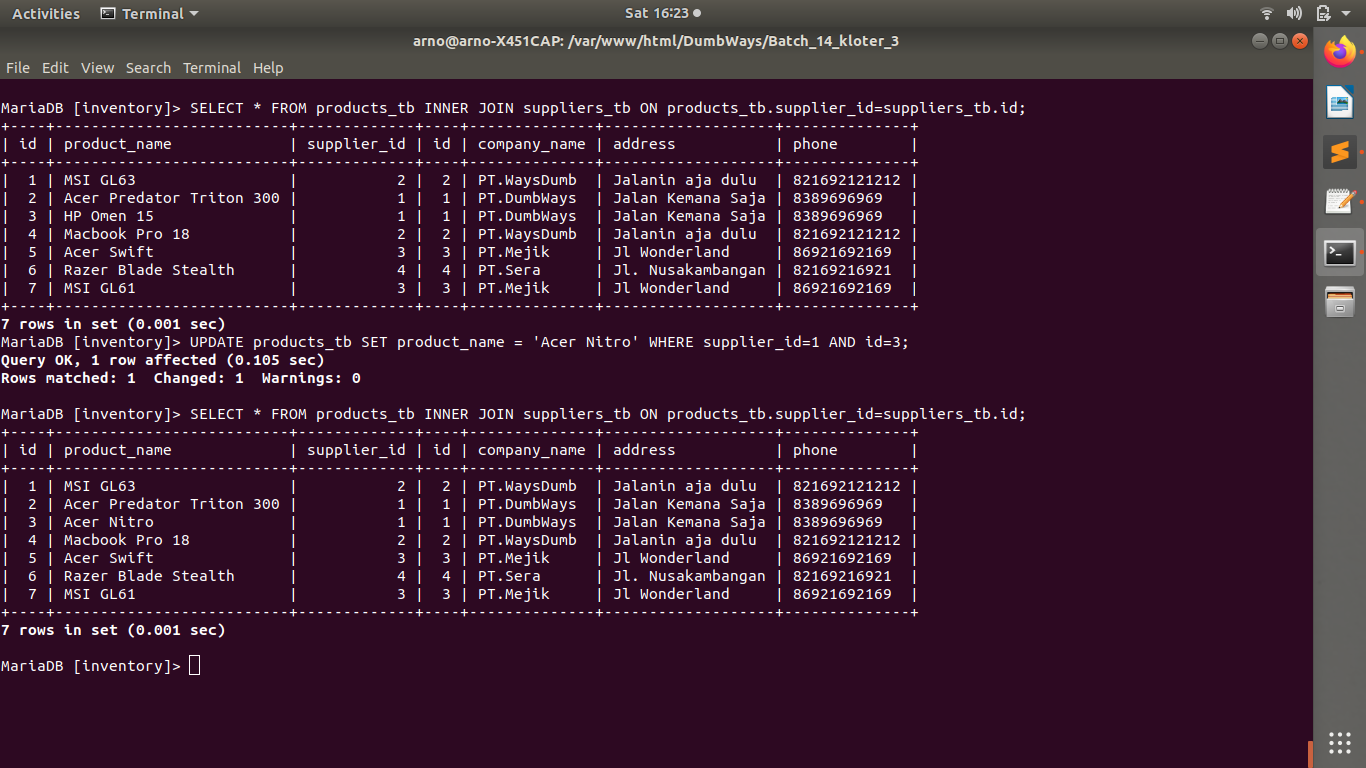 Activities Terminal Sat 16:23
arno@arno-X451CAP: /var/www/html/DumbWays/Batch_14_kloter_3
File Edit View Search Terminal Help
MariaDB [inventory]> SELECT * FROM products_tb INNER JOIN suppliers_tb ON products_tb.supplier_id=suppliers_tb.id;
+----+--------------------------+-------------+----+--------------+------------------+--------------+
| id | product_name             | supplier_id | id | company_name | address          | phone        |
+----+--------------------------+-------------+----+--------------+------------------+--------------+
|  1 | MSI GL63                 |           2 |  2 | PT.WaysDumb  | Jalanin aja dulu  | 821692121212 |
|  2 | Acer Predator Triton 300 |           1 |  1 | PT.DumbWays  | Jalan Kemana Saja | 8389696969   |
|  3 | HP Omen 15               |           1 |  1 | PT.DumbWays  | Jalan Kemana Saja | 8389696969   |
|  4 | Macbook Pro 18           |           2 |  2 | PT.WaysDumb  | Jalanin aja dulu  | 821692121212 |
|  5 | Acer Swift               |           3 |  3 | PT.Mejik     | Jl Wonderland     | 86921692169  |
|  6 | Razer Blade Stealth      |           4 |  4 | PT.Sera      | Jl. Nusakambangan | 82169216921  |
|  7 | MSI GL61                 |           3 |  3 | PT.Mejik     | Jl Wonderland     | 86921692169  |
+----+--------------------------+-------------+----+--------------+-------------------+--------------+
7 rows in set (0.001 sec)
MariaDB [inventory]> UPDATE products_tb SET product_name = 'Acer Nitro' WHERE supplier_id=1 AND id=3;
Query OK, 1 row affected (0.105 sec)
Rows matched: 1  Changed: 1  Warnings: 0
MariaDB [inventory]> SELECT * FROM products_tb INNER JOIN suppliers_tb ON products_tb.supplier_id=suppliers_tb.id;
+----+--------------------------+-------------+----+--------------+-------------------+--------------+
| id | product_name             | supplier_id | id | company_name | address           | phone        |
+----+--------------------------+-------------+----+--------------+-------------------+--------------+
|  1 | MSI GL63                 |           2 |  2 | PT.WaysDumb  | Jalanin aja dulu  | 821692121212 |
|  2 | Acer Predator Triton 300 |           1 |  1 | PT.DumbWays  | Jalan Kemana Saja | 8389696969   |
|  3 | Acer Nitro               |           1 |  1 | PT.DumbWays  | Jalan Kemana Saja | 8389696969   |
|  4 | Macbook Pro 18           |           2 |  2 | PT.WaysDumb  | Jalanin aja dulu  | 821692121212 |
|  5 | Acer Swift               |           3 |  3 | PT.Mejik     | Jl Wonderland     | 86921692169  |
|  6 | Razer Blade Stealth      |           4 |  4 | PT.Sera      | Jl. Nusakambangan | 82169216921  |
|  7 | MSI GL61                 |           3 |  3 | PT.Mejik     | Jl Wonderland     | 86921692169  |
+----+--------------------------+-------------+----+--------------+-------------------+--------------+
7 rows in set (0.001 sec)
MariaDB [inventory]>